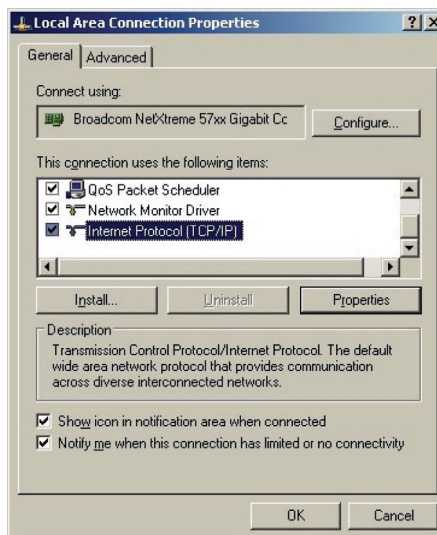 Local Area Connection Properties
General
Advanced
Connect using:
Broadcom NetXtreme 57xx Gigabit Cc
Configure...
This connection uses the following items:
QoS Packet Scheduler
Network Monitor Driver
Internet Protocol (TCP/IP)
Install...
Uninstall
Properties
Description
Transmission Control Protocol/Internet Protocol. The default
wide area network protocol that provides communication
across diverse interconnected networks.
Show icon in notification area when connected
Notify me when this connection has limited or no connectivity
OK
Cancel